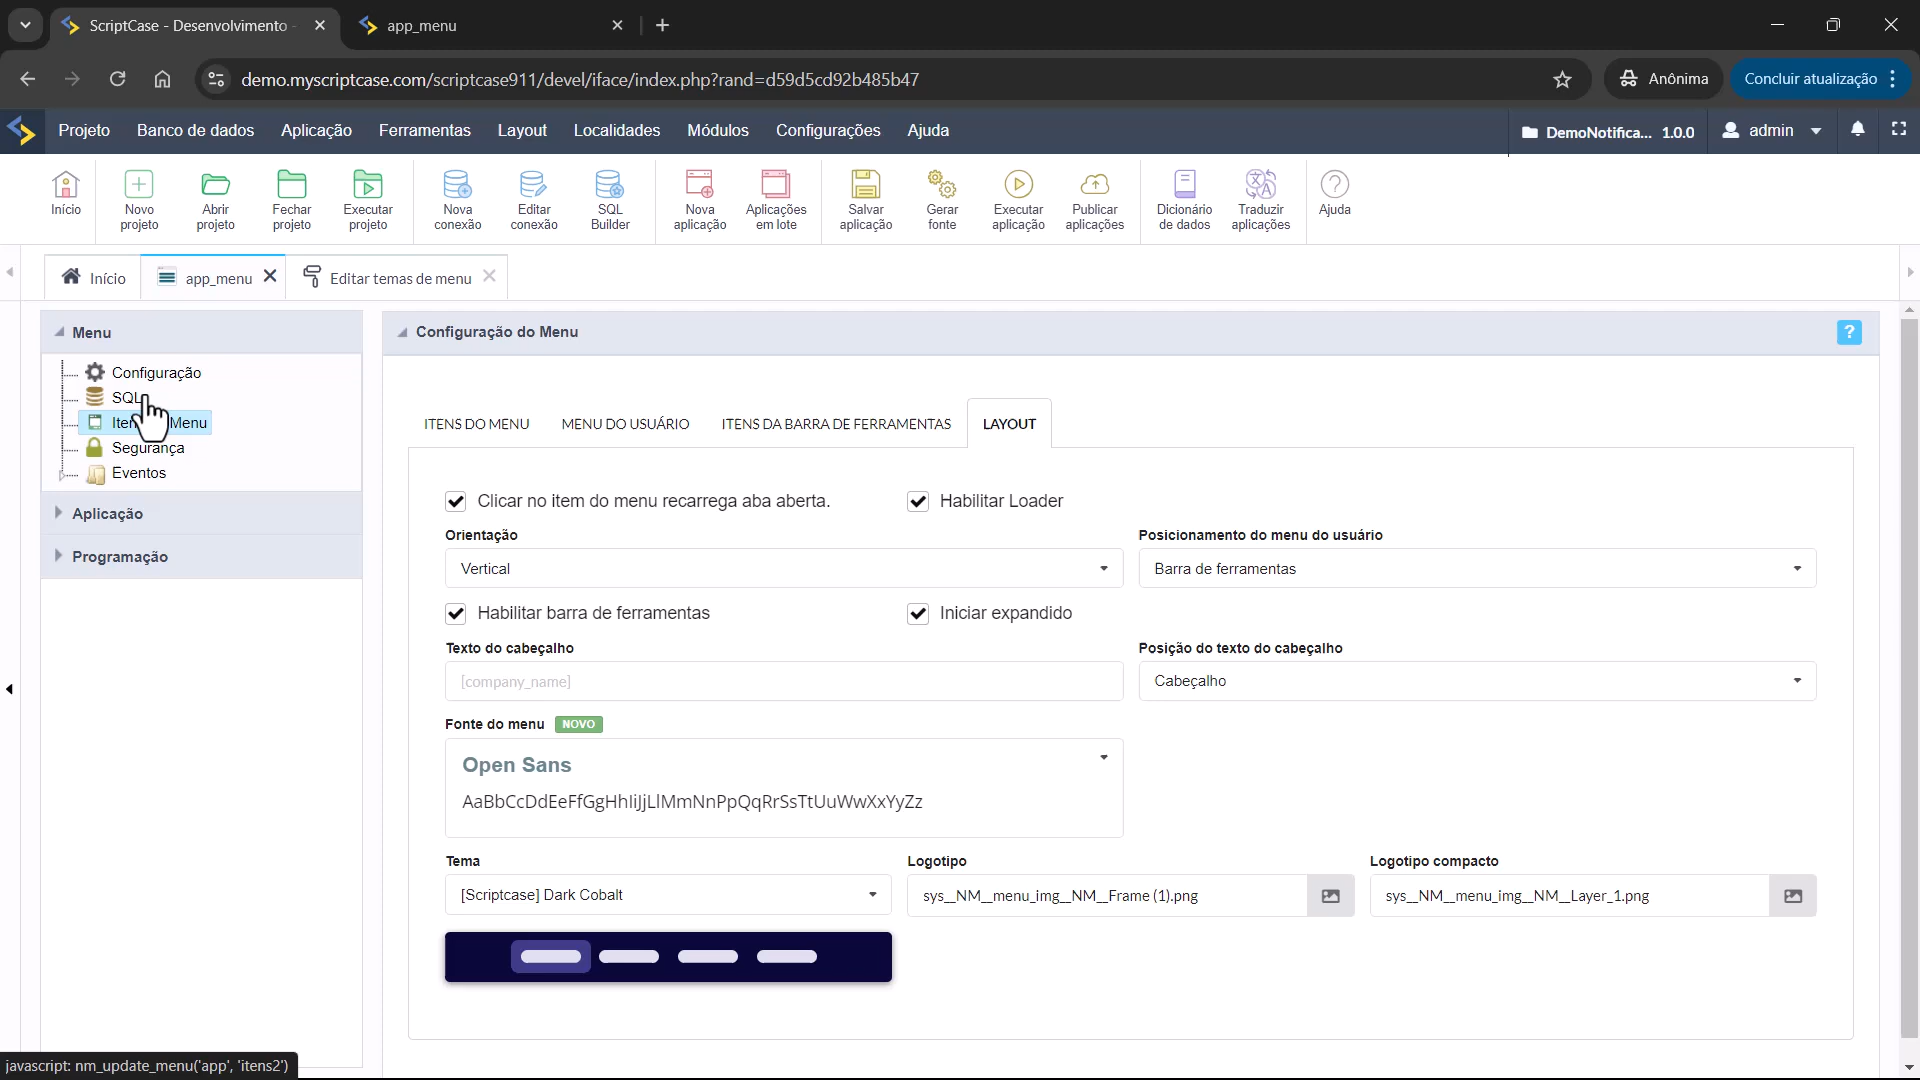 ScriptCase - Desenvolvimento -
app_menu
demo.myscriptcase.com/scriptcase911/devel/iface/index.php?rand=d59d5cd92b485b47
Anônima
Concluir atualização
Projeto
Banco de dados
Aplicação
Ferramentas
Layout
Localidades
Módulos
Configurações
Ajuda
DemoNotifica... 1.0.0
admin
Início
Novo projeto
Abrir projeto
Fechar projeto
Executar projeto
Nova conexão
Editar conexão
SQL Builder
Nova aplicação
Aplicações em lote
Salvar aplicação
Gerar fonte
Executar aplicação
Publicar aplicações
Dicionário de dados
Traduzir aplicações
Ajuda
Início
app_menu
Editar temas de menu
Menu
Configuração
SQL
Menu
Segurança
Eventos
Aplicação
Programação
Configuração do Menu
?
ITENS DO MENU
MENU DO USUÁRIO
ITENS DA BARRA DE FERRAMENTAS
LAYOUT
Clicar no item do menu recarrega aba aberta.
Habilitar Loader
Orientação
Posicionamento do menu do usuário
Vertical
Barra de ferramentas
Habilitar barra de ferramentas
Iniciar expandido
Texto do cabeçalho
Posição do texto do cabeçalho
[company_name]
Cabeçalho
Fonte do menu NOVO
Open Sans
AaBbCcDdEeFfGgHhIiJjLlMmNnPpQqRrSsTtUuWwXxYyZz
Tema
Logotipo
Logotipo compacto
[Scriptcase] Dark Cobalt
sys__NM__menu_img__NM__Frame (1).png
sys__NM__menu_img__NM__Layer_1.png
javascript: nm_update_menu('app', 'itens2')